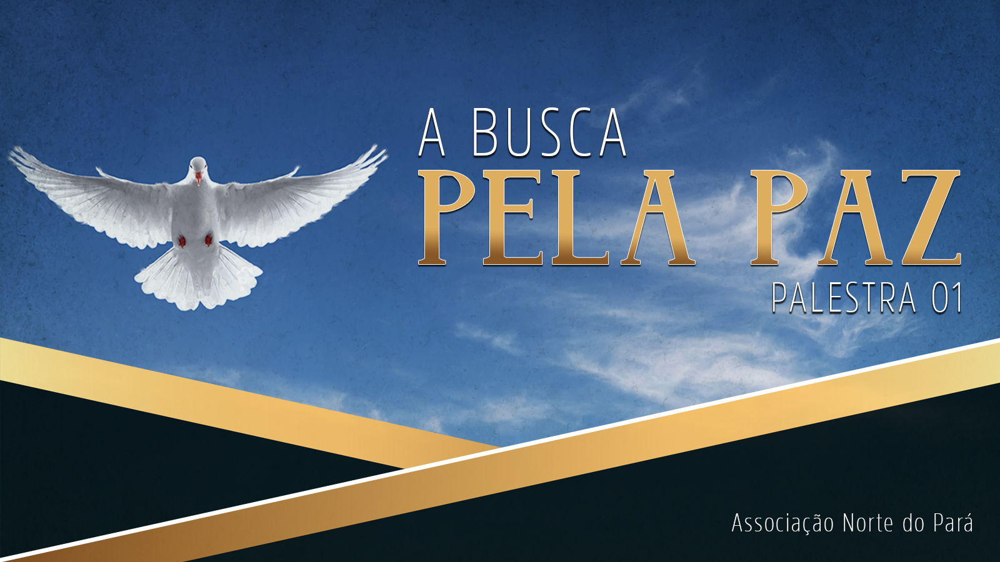 A BUSCA
PELA PAZ
PALESTRA 01
Associação Norte do Pará